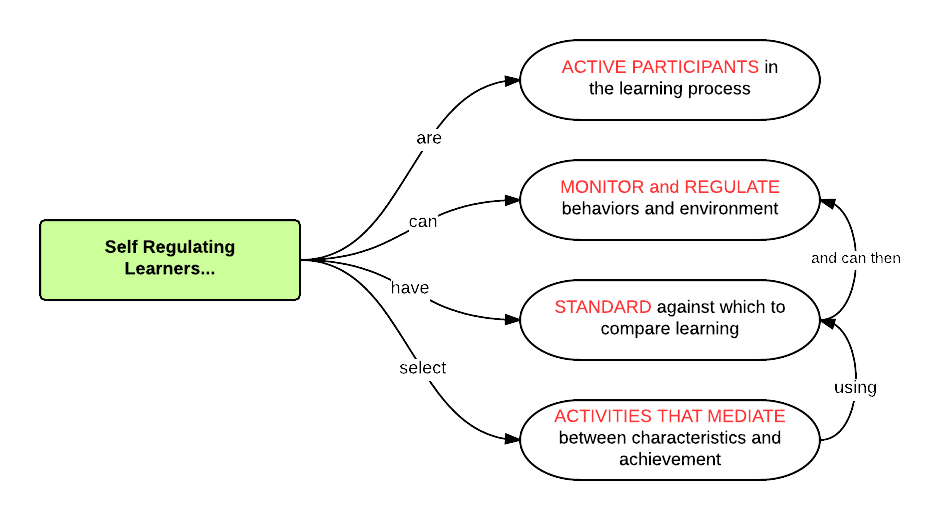 ACTIVE PARTICIPANTS in
the learning process
are
MONITOR and REGULATE
behaviors and environment
can
Self Regulating
Learners...
and can then
have
STANDARD against which to
compare learning
select
using
ACTIVITIES THAT MEDIATE
between characteristics and
achievement